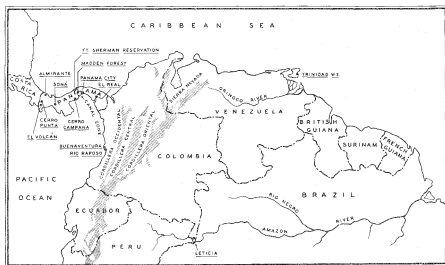 CARIBBEAN SEA
FT. SHERMAN RESERVATION
MADDEN FOREST
ALMIRANTE
PANAMA CITY
SONÁ
EL REAL
COSTA RICA
PANAMA
CANAL ZONE
CERRO PUNTA
CERRO CAMPANA
EL VOLCÁN
BUENAVENTURA
RIO RAPOSO
CORDILLERA OCCIDENTAL
CORDILLERA CENTRAL
CORDILLERA ORIENTAL
SIERRA NEVADA
ORINOCO RIVER
TRINIDAD W.I.
VENEZUELA
BRITISH GUIANA
SURINAM
FRENCH GUIANA
COLOMBIA
PACIFIC OCEAN
BRAZIL
RIO NEGRO
ECUADOR
AMAZON RIVER
PERU
LETICIA